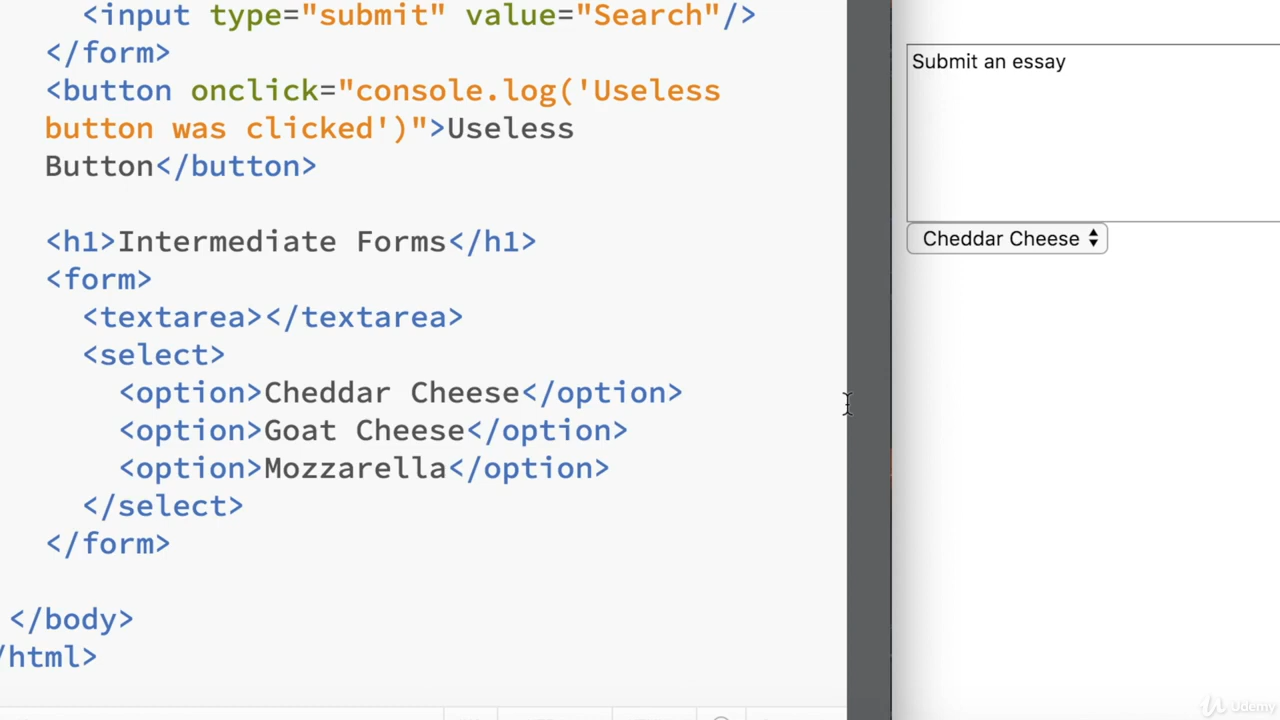 <input type="submit" value="Search"/>
</form>
<button onclick="console.log('Useless
button was clicked')">Useless
Button</button>
<h1>Intermediate Forms</h1>
<form>
<textarea></textarea>
<select>
<option>Cheddar Cheese</option>
<option>Goat Cheese</option>
<option>Mozzarella</option>
</select>
</form>
</body>
/html>
Submit an essay
Cheddar Cheese
Udemy